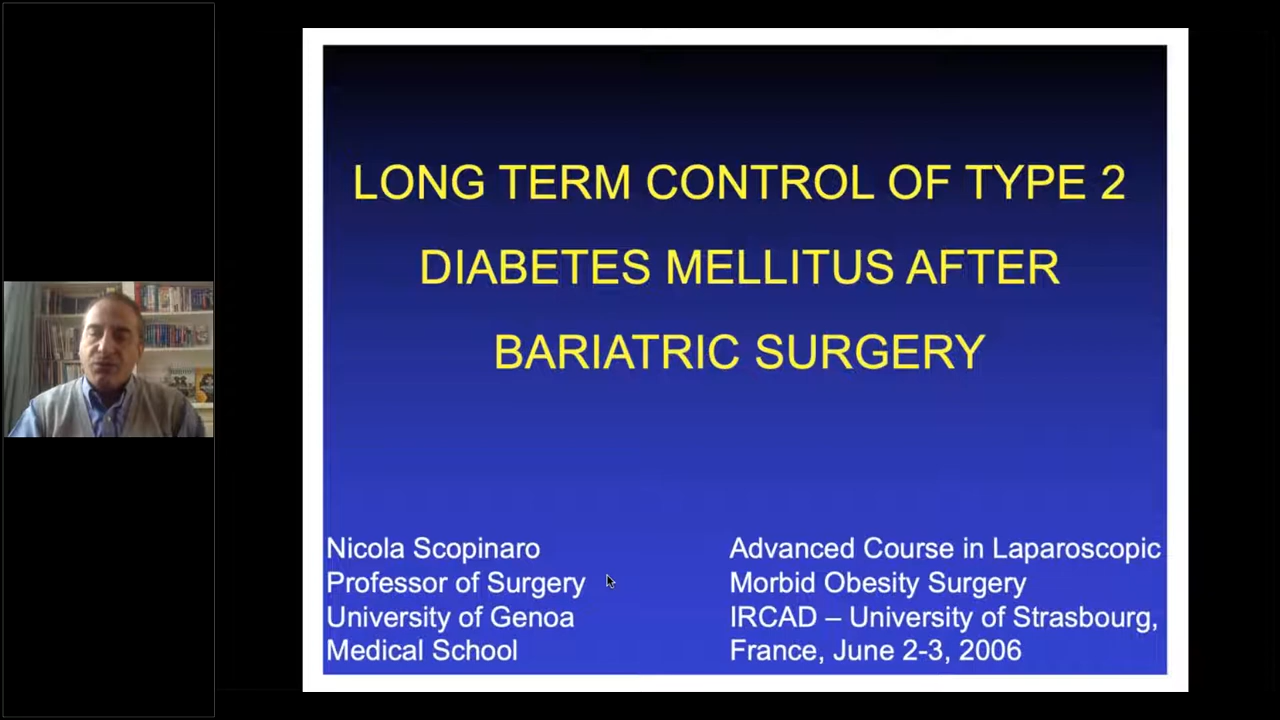 LONG TERM CONTROL OF TYPE 2
DIABETES MELLITUS AFTER
BARIATRIC SURGERY
Nicola Scopinaro
Professor of Surgery
University of Genoa
Medical School
Advanced Course in Laparoscopic
Morbid Obesity Surgery
IRCAD – University of Strasbourg,
France, June 2-3, 2006